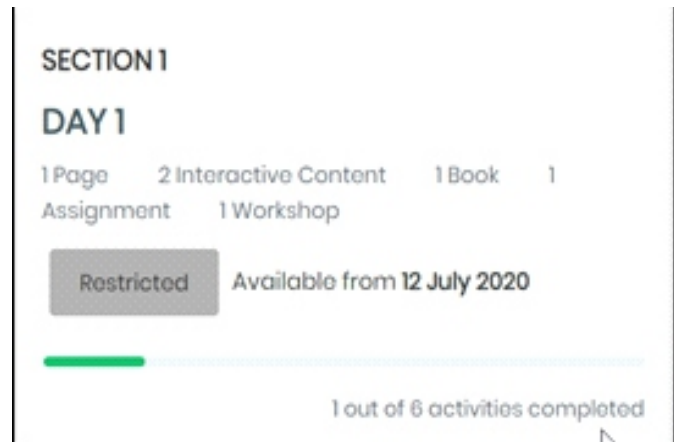 SECTION 1
DAY 1
1 Page 2 Interactive Content 1 Book 1
Assignment 1 Workshop
Restricted Available from 12 July 2020
1 out of 6 activities completed